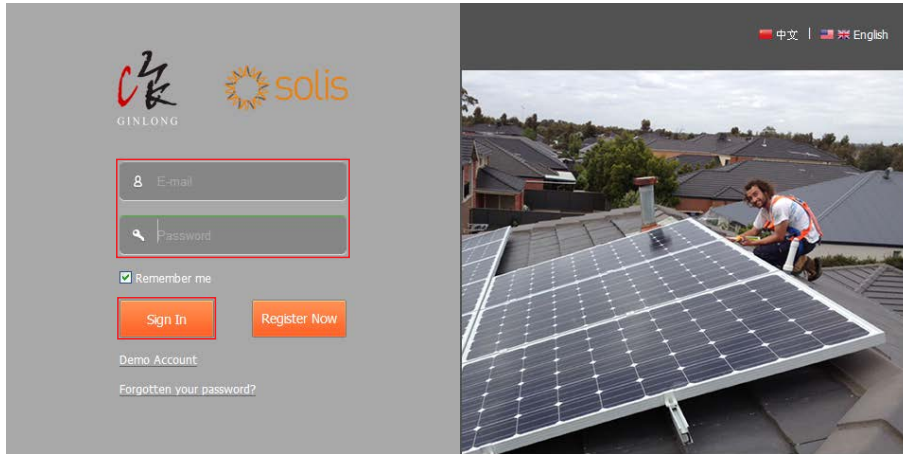 中文 | English
GINLONG
solis
E-mail
Password
Remember me
Sign In
Register Now
Demo Account
Forgotten your password?